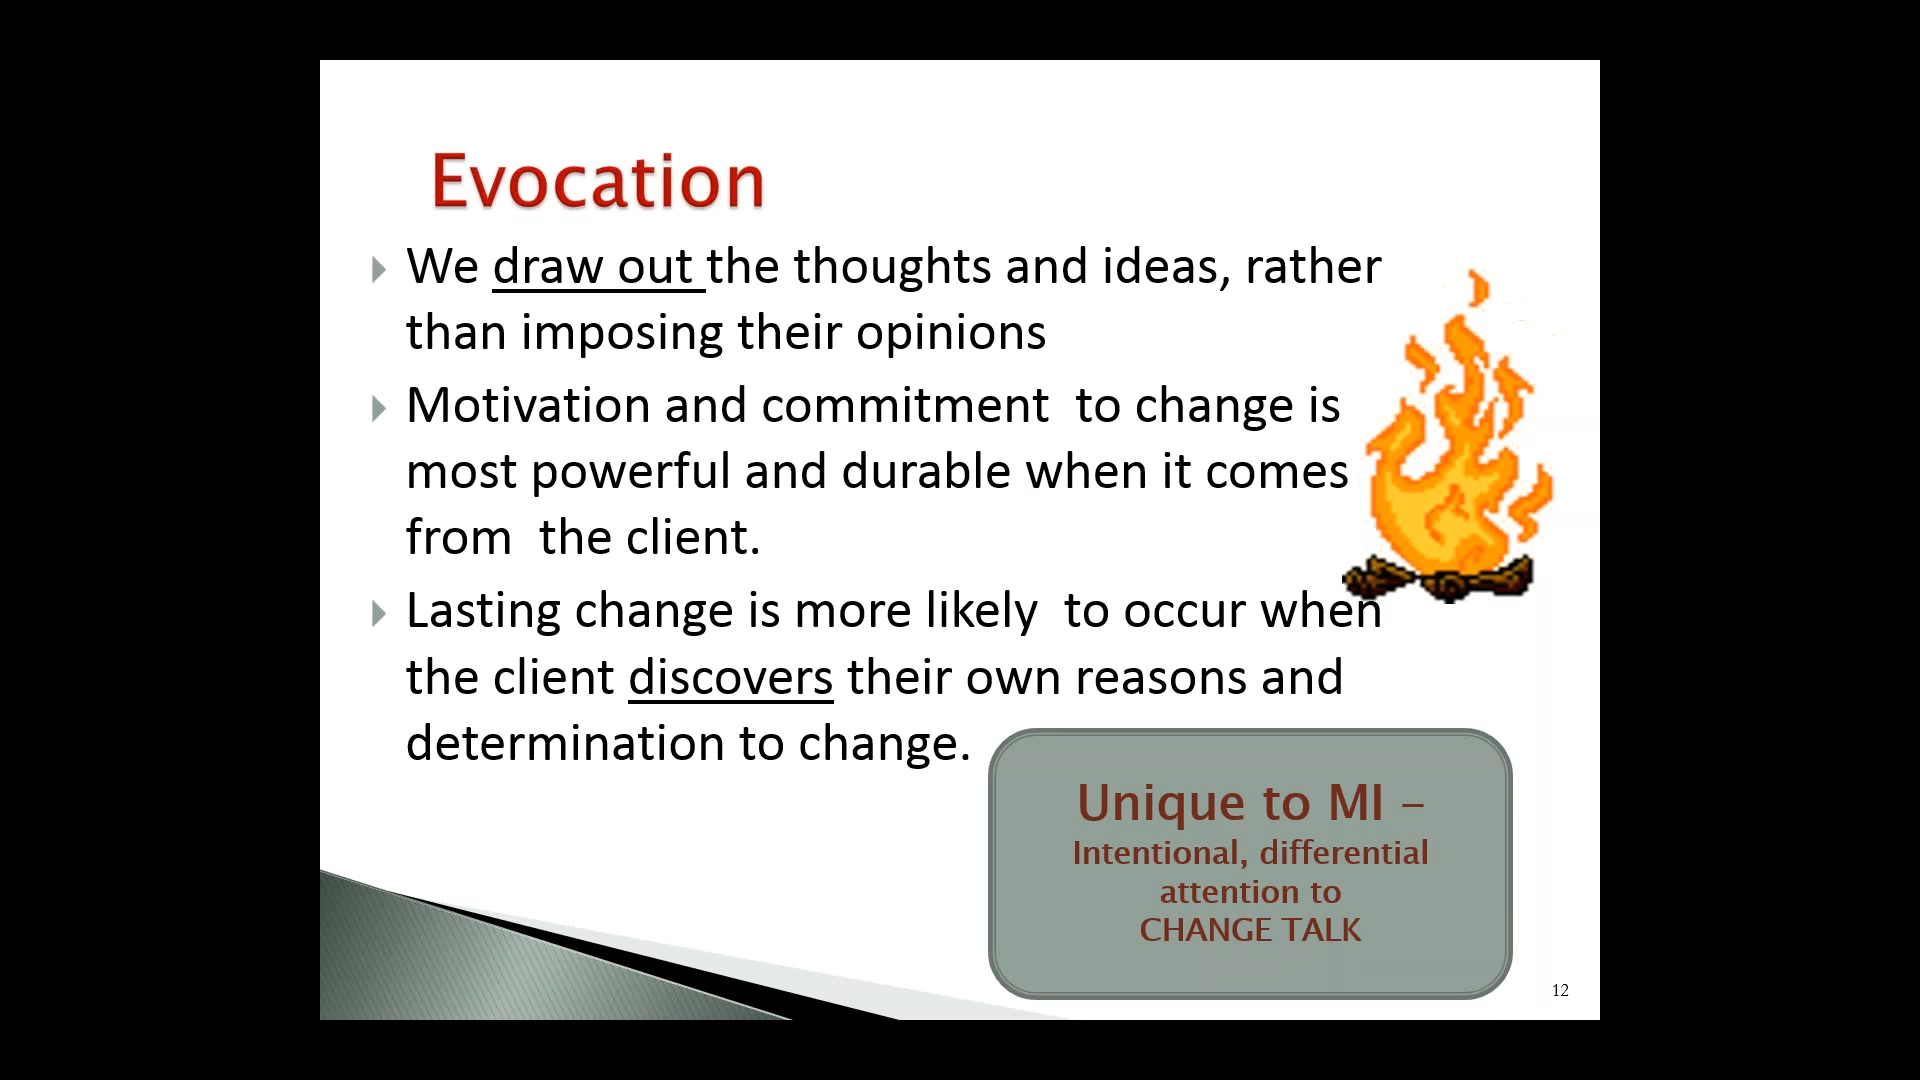 Evocation
We draw out the thoughts and ideas, rather
than imposing their opinions
Motivation and commitment  to change is
most powerful and durable when it comes
from  the client.
Lasting change is more likely  to occur when
the client discovers their own reasons and
determination to change.
Unique to MI –
Intentional, differential
attention to
CHANGE TALK
12